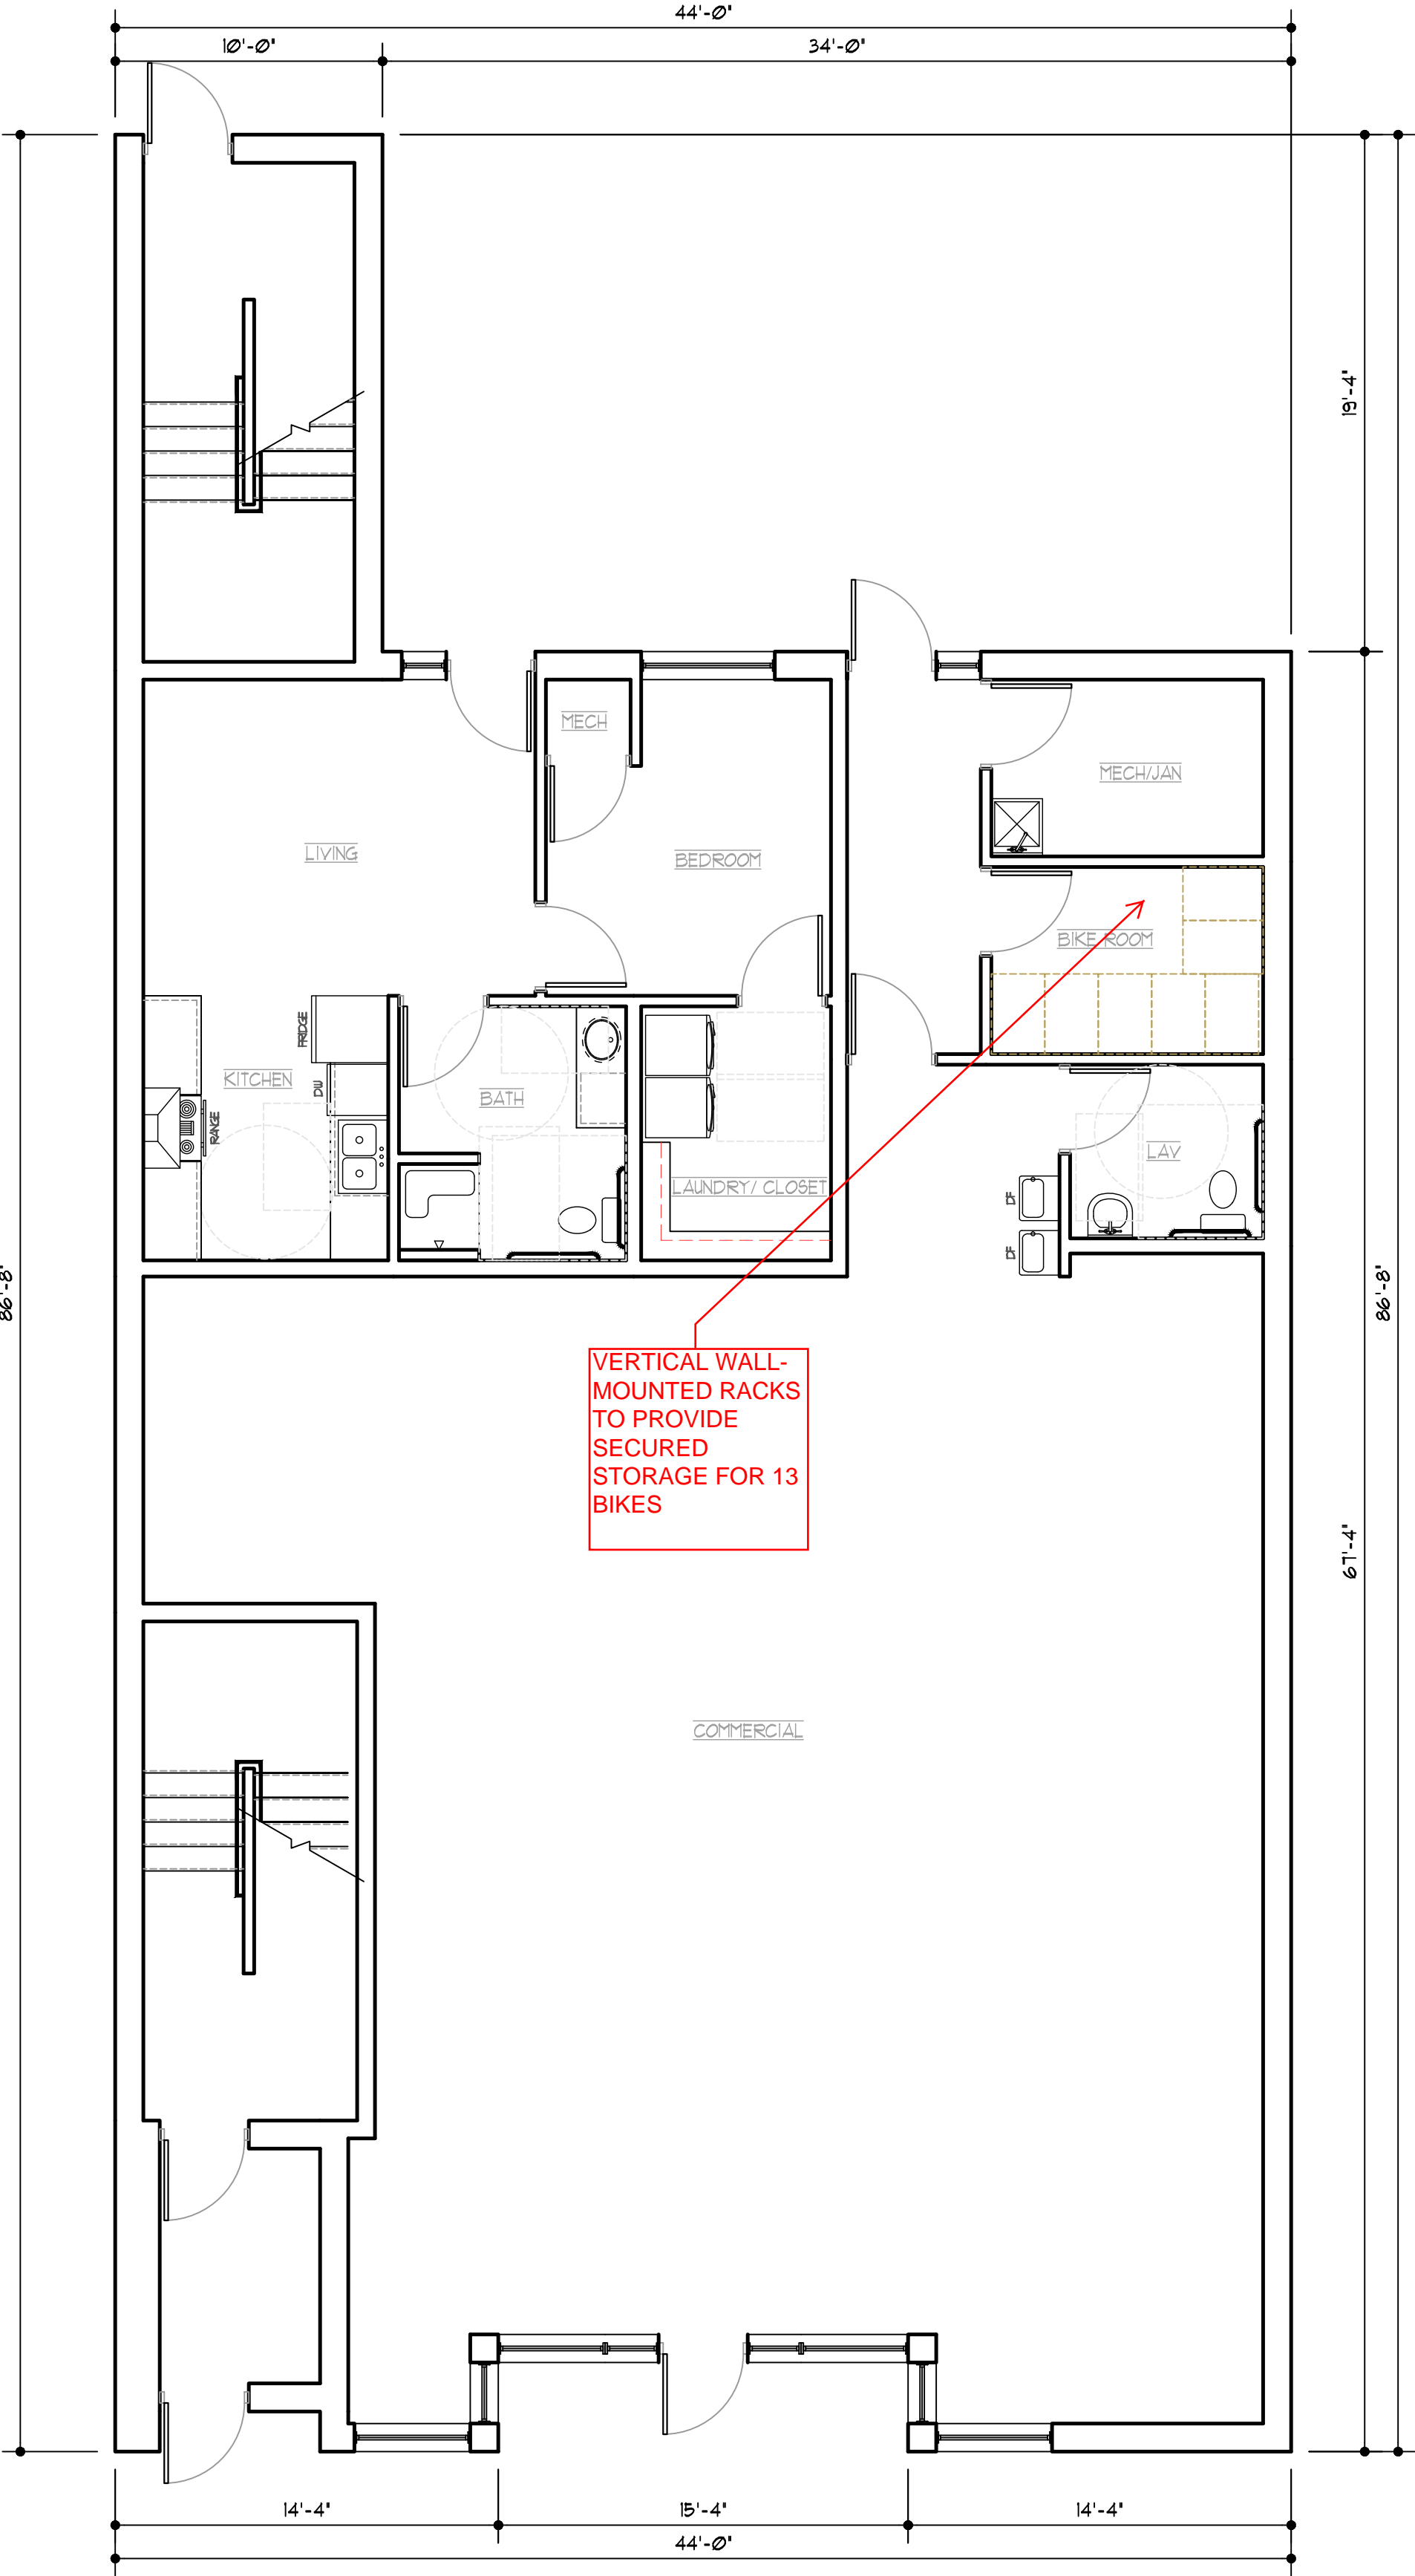 44'-0"
10'-0"
34'-0"
19'-4"
MECH
MECH/JAN
LIVING
BEDROOM
BIKE ROOM
FRIDGE
KITCHEN
DW
BATH
RANGE
LAV
LAUNDRY/ CLOSET
DF
DF
86'-8"
86'-8"
VERTICAL WALL-
MOUNTED RACKS
TO PROVIDE
SECURED
STORAGE FOR 13
BIKES
67'-4"
COMMERCIAL
14'-4"
15'-4"
14'-4"
44'-0"